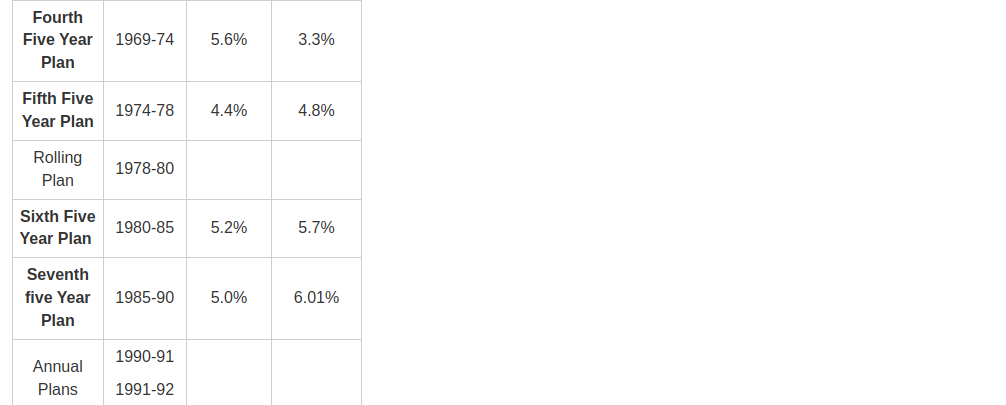 Fourth
Five Year
Plan
1969-74
5.6%
3.3%
Fifth Five
Year Plan
1974-78
4.4%
4.8%
Rolling
Plan
1978-80
Sixth Five
Year Plan
1980-85
5.2%
5.7%
Seventh
five Year
Plan
1985-90
5.0%
6.01%
Annual
Plans
1990-91
1991-92